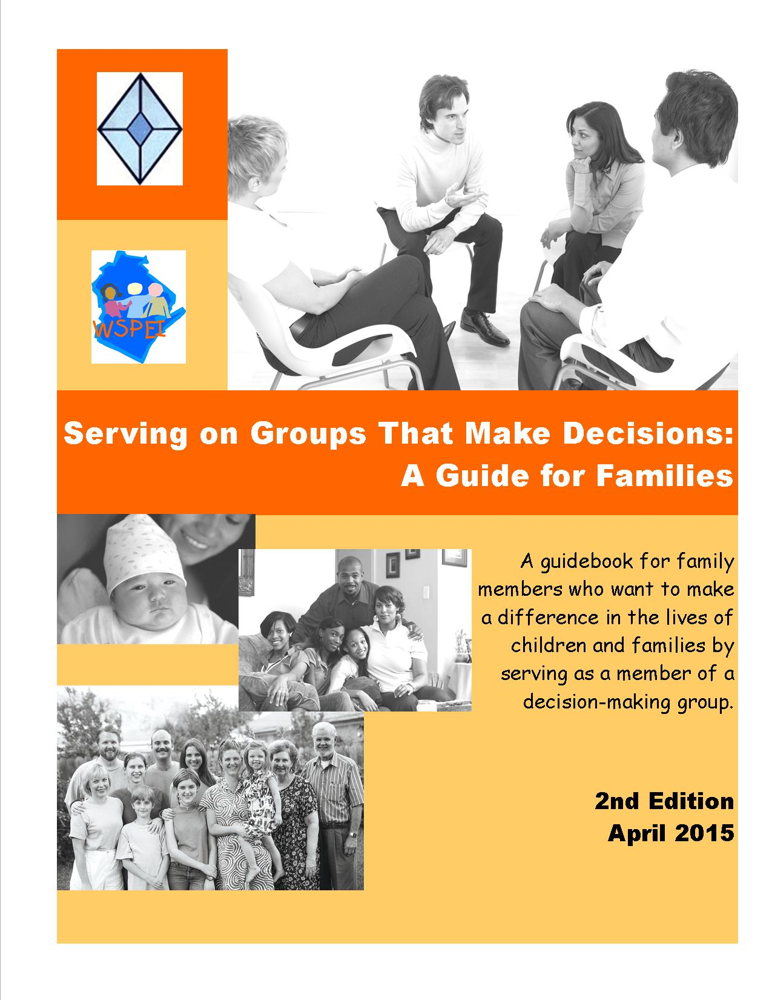 WSPEI
Serving on Groups That Make Decisions:
A Guide for Families
A guidebook for family
members who want to make
a difference in the lives of
children and families by
serving as a member of a
decision-making group.
2nd Edition
April 2015